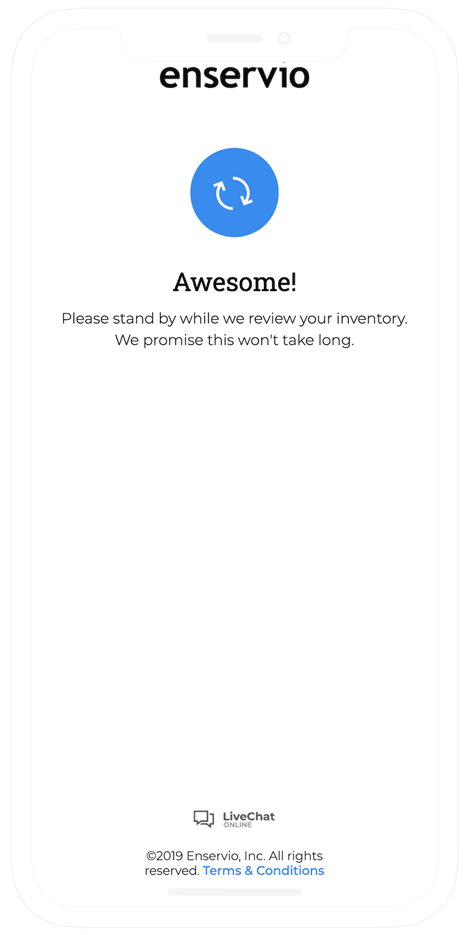 enservio
Awesome!
Please stand by while we review your inventory.
We promise this won't take long.
LiveChat
ONLINE
©2019 Enservio, Inc. All rights
reserved. Terms & Conditions